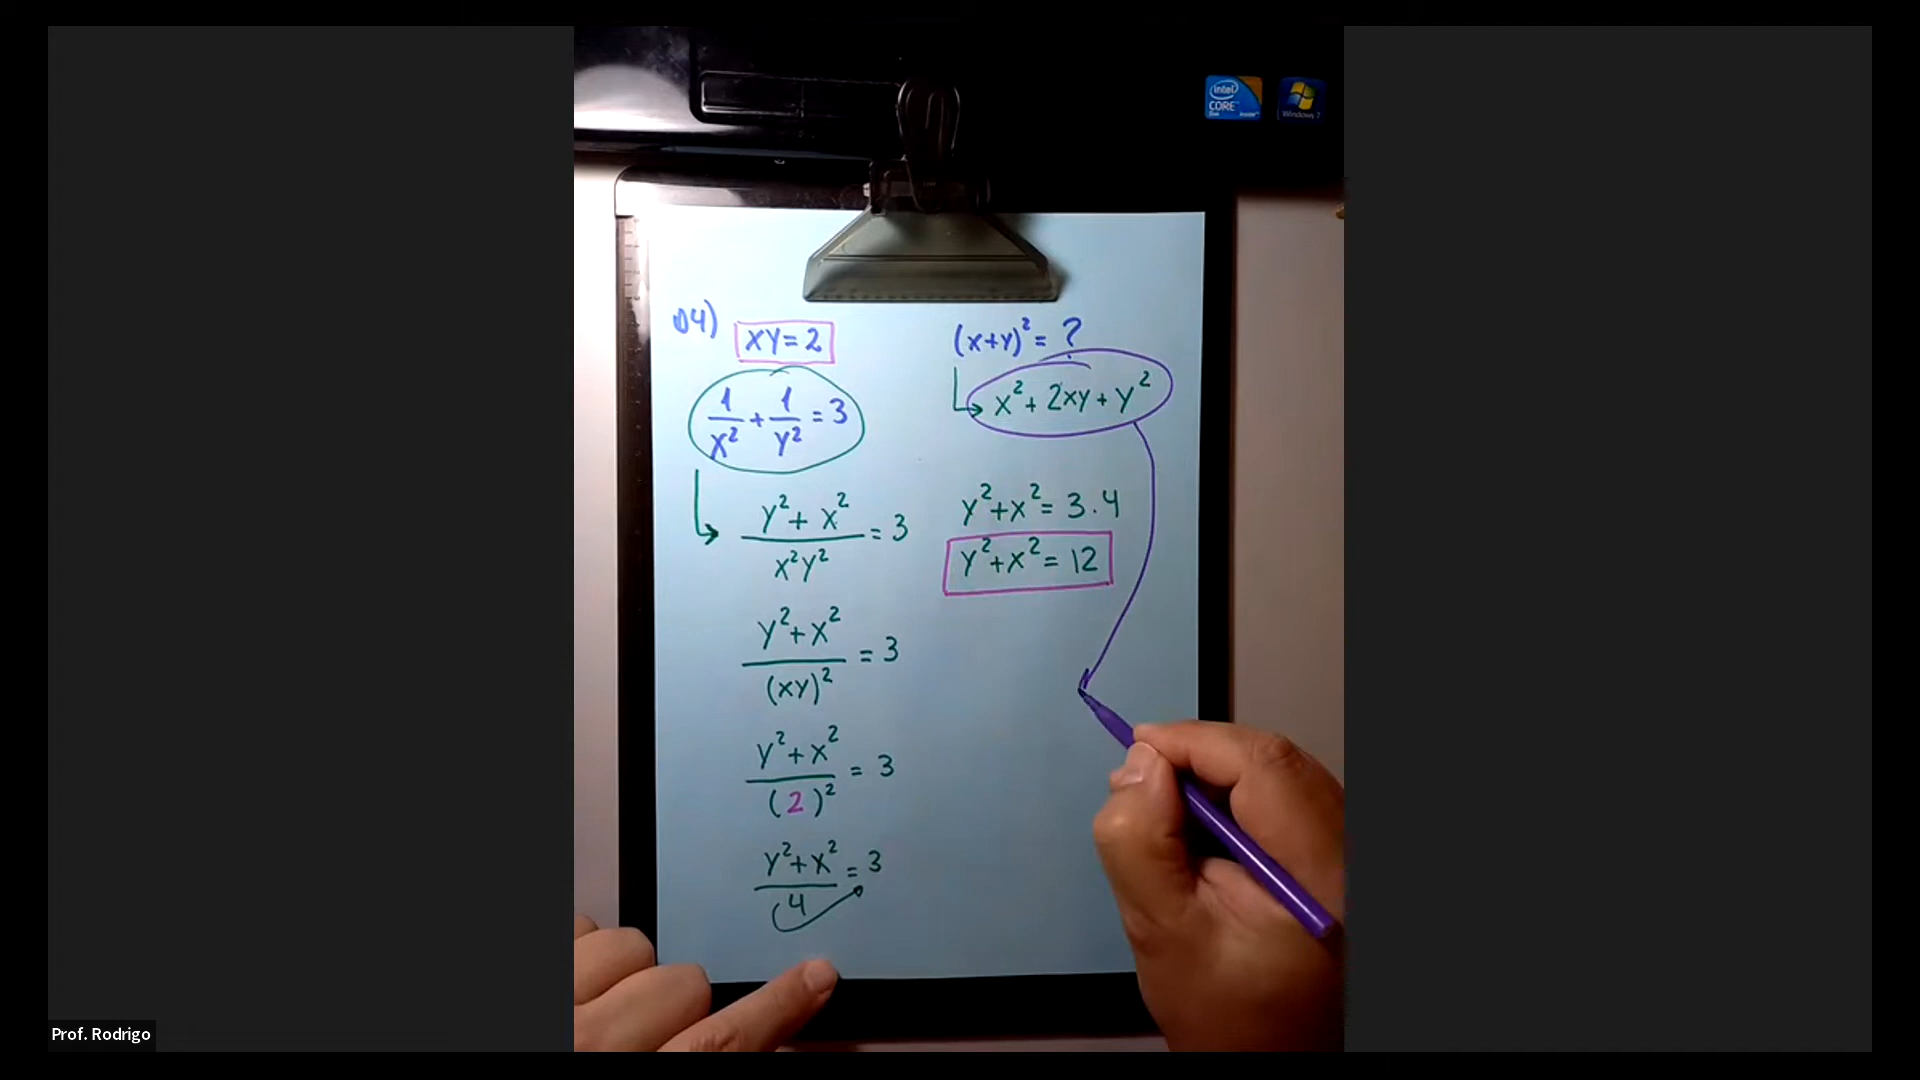 intel
CORE
Duo
inside
Windows 7
04)
XY=2
1/X² + 1/Y² = 3
(y²+x²)/(x²y²) = 3
(y²+x²)/(xy)² = 3
(y²+x²)/(2)² = 3
(y²+x²)/4 = 3
(x+y)² = ?
x² + 2xy + y²
y²+x² = 3.4
y²+x² = 12
Prof. Rodrigo